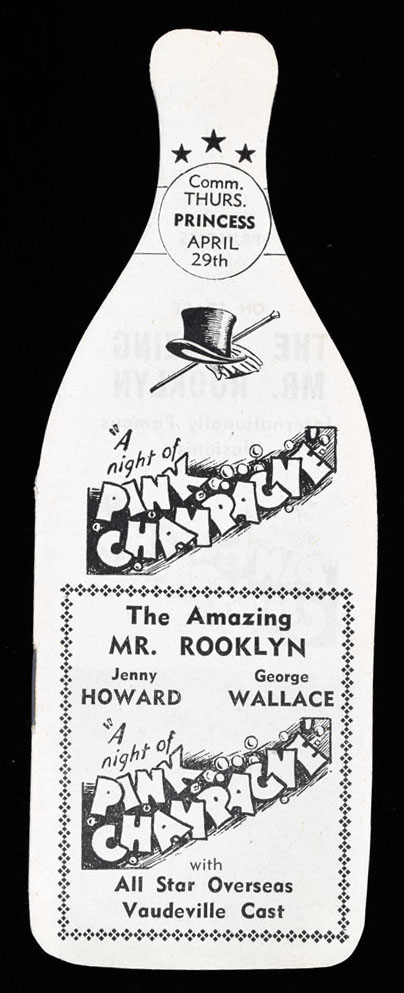 Comm.
THURS.
PRINCESS
APRIL
29th
"A
night of
PINK
CHAMPAGNE"
The Amazing
MR. ROOKLYN
Jenny George
HOWARD WALLACE
"A
night of
PINK
CHAMPAGNE"
with
All Star Overseas
Vaudeville Cast